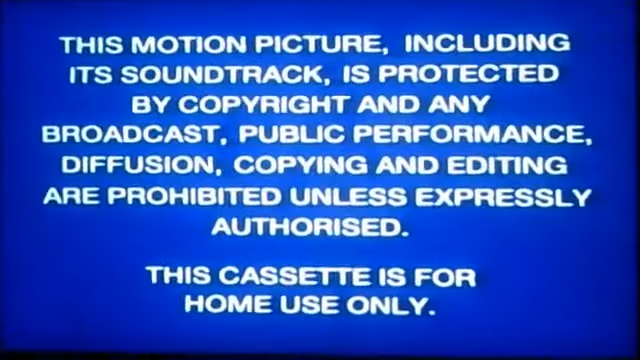 THIS MOTION PICTURE, INCLUDING
ITS SOUNDTRACK, IS PROTECTED
BY COPYRIGHT AND ANY
BROADCAST, PUBLIC PERFORMANCE,
DIFFUSION, COPYING AND EDITING
ARE PROHIBITED UNLESS EXPRESSLY
AUTHORISED.
THIS CASSETTE IS FOR
HOME USE ONLY.